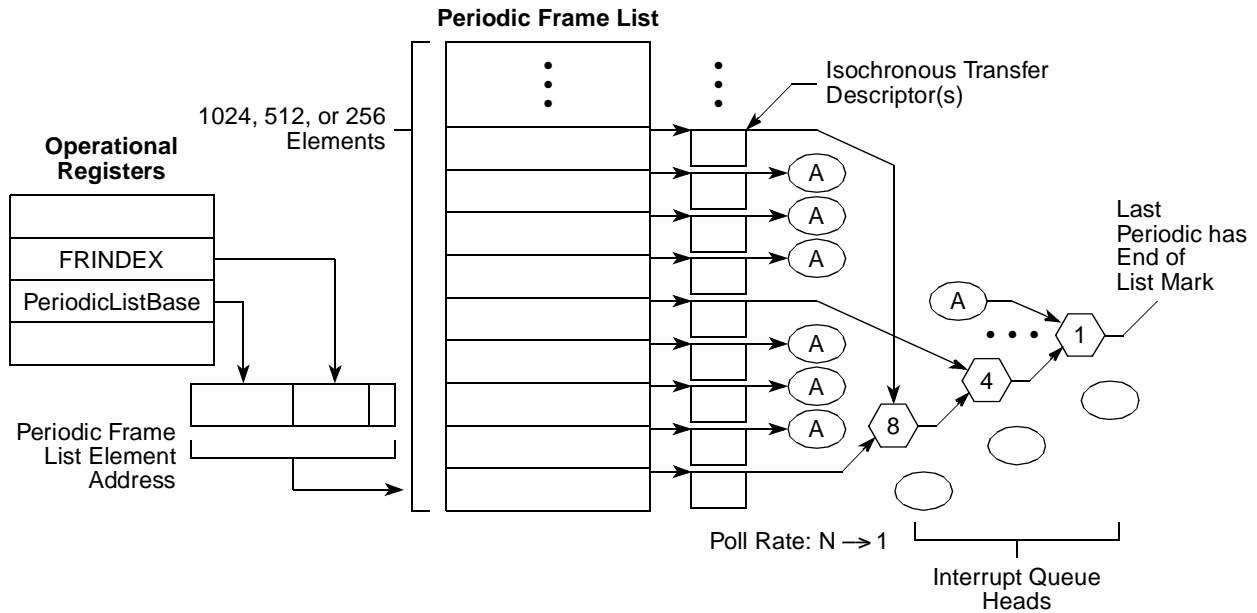 Periodic Frame List
Isochronous Transfer
Descriptor(s)
1024, 512, or 256
Elements
Operational
Registers
FRINDEX
PeriodicListBase
A
A
A
Last
Periodic has
End of
List Mark
A
1
A
A
A
4
8
Periodic Frame
List Element
Address
Poll Rate: N → 1
Interrupt Queue
Heads